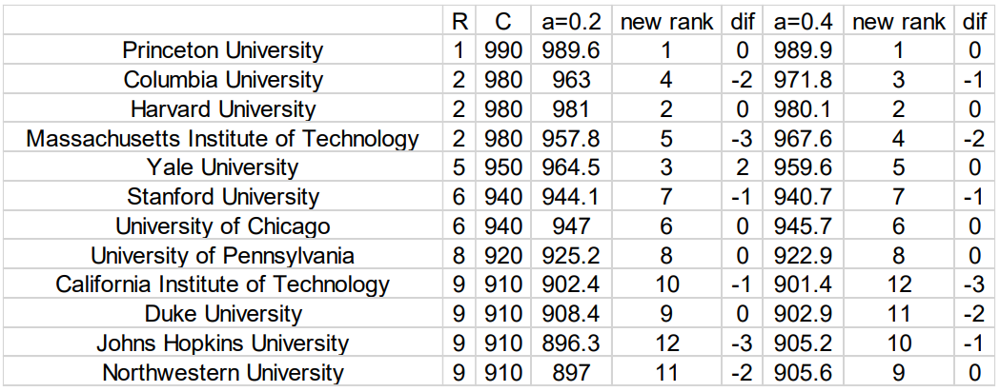 R C a=0.2 new rank dif a=0.4 new rank dif
Princeton University 1 990 989.6 1 0 989.9 1 0
Columbia University 2 980 963 4 -2 971.8 3 -1
Harvard University 2 980 981 2 0 980.1 2 0
Massachusetts Institute of Technology 2 980 957.8 5 -3 967.6 4 -2
Yale University 5 950 964.5 3 2 959.6 5 0
Stanford University 6 940 944.1 7 -1 940.7 7 -1
University of Chicago 6 940 947 6 0 945.7 6 0
University of Pennsylvania 8 920 925.2 8 0 922.9 8 0
California Institute of Technology 9 910 902.4 10 -1 901.4 12 -3
Duke University 9 910 908.4 9 0 902.9 11 -2
Johns Hopkins University 9 910 896.3 12 -3 905.2 10 -1
Northwestern University 9 910 897 11 -2 905.6 9 0